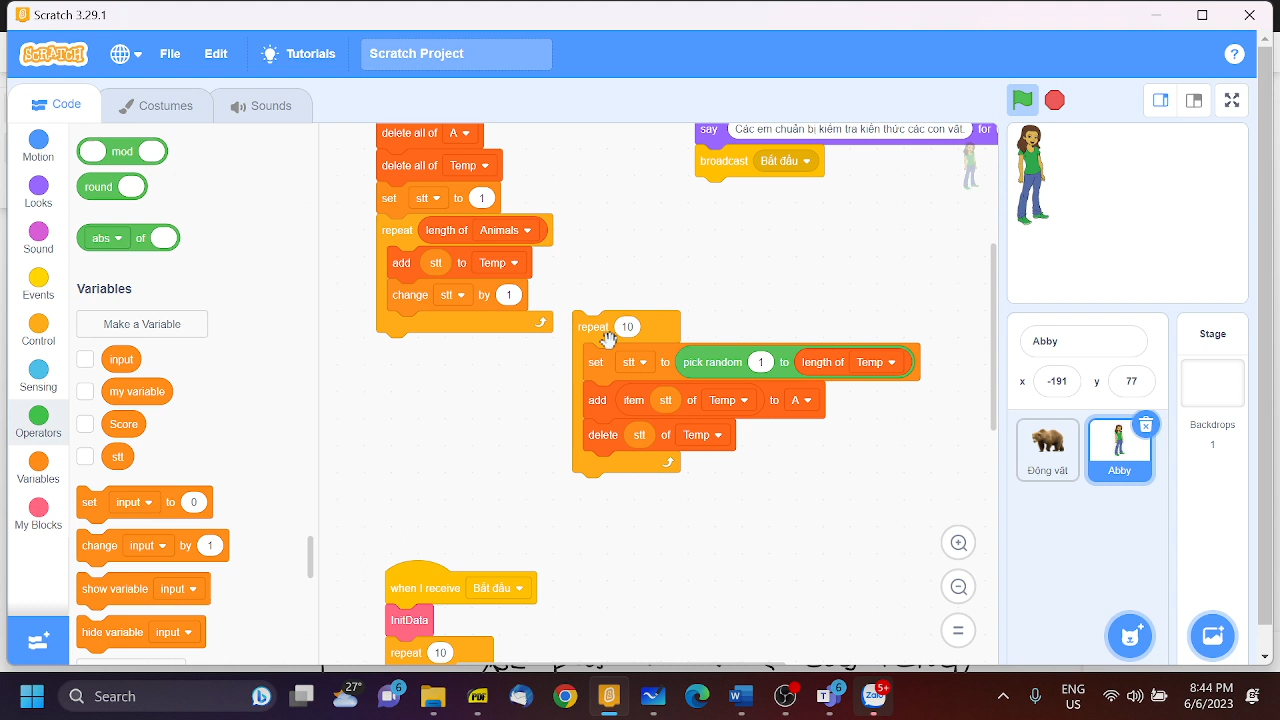 Scratch 3.29.1
SCRATCH
File
Edit
Tutorials
Scratch Project
?
Code
Costumes
Sounds
Motion
Looks
Sound
Events
Control
Sensing
Operators
Variables
My Blocks
mod
round
abs of
Variables
Make a Variable
input
my variable
Score
stt
set input to 0
change input by 1
show variable input
hide variable input
delete all of A
delete all of Temp
set stt to 1
repeat length of Animals
add stt to Temp
change stt by 1
say Các em chuẩn bị kiểm tra kiến thức các con vật. for
broadcast Bắt đầu
repeat 10
set stt to pick random 1 to length of Temp
add item stt of Temp to A
delete stt of Temp
when I receive Bắt đầu
InitData
repeat 10
Abby
x -191 y 77
Động vật
Abby
Stage
Backdrops
1
Search
27°
6
PDF
6
Zalo
5+
ENG
US
8:44 PM
6/6/2023